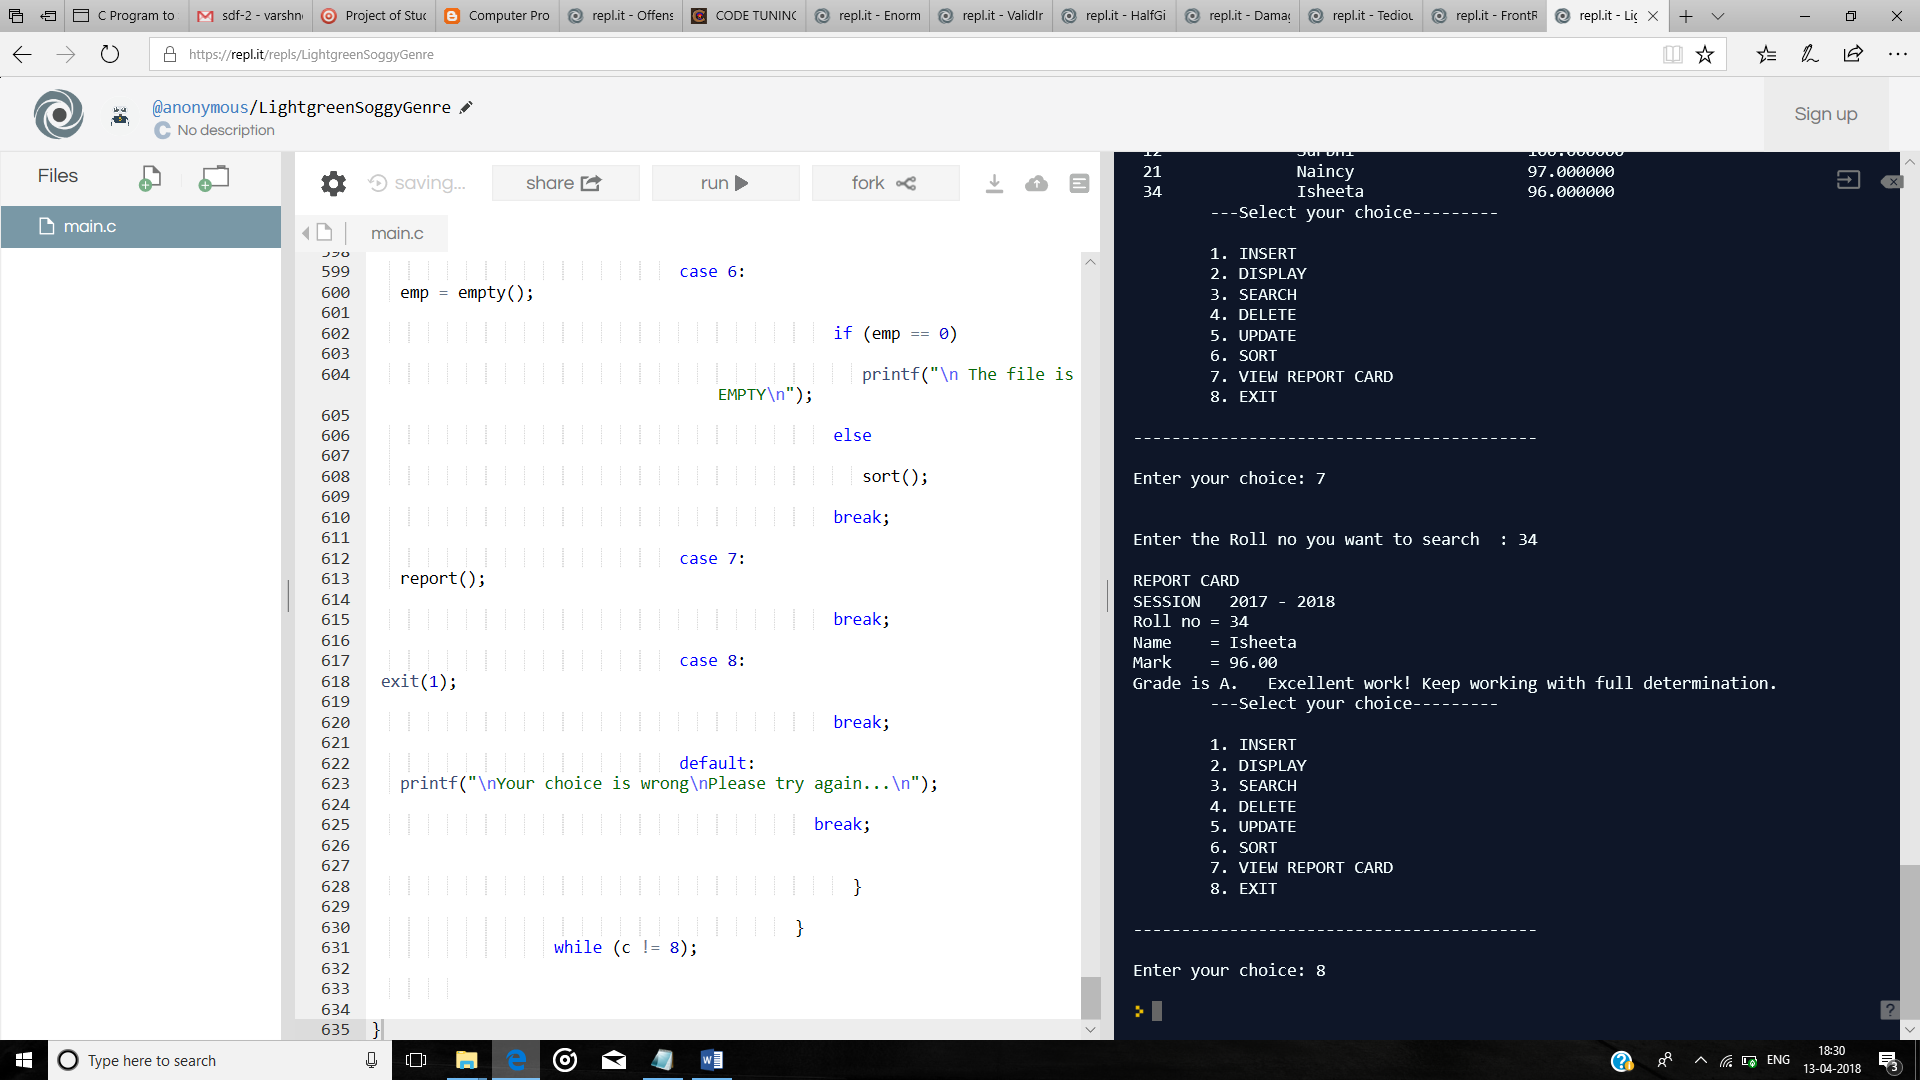 C Program to
sdf-2 - varshn
Project of Stuc
Computer Pro
repl.it - Offens
CODE TUNING
repl.it - Enorm
repl.it - ValidIr
repl.it - HalfGi
repl.it - Damag
repl.it - Tediou
repl.it - FrontR
repl.it - Lig
https://repl.it/repls/LightgreenSoggyGenre
@anonymous/LightgreenSoggyGenre
C No description
Sign up
Files
main.c
saving...
share
run
fork
main.c
598
599 case 6:
600 emp = empty();
601
602 if (emp == 0)
603
604 printf("\n The file is
EMPTY\n");
605
606 else
607
608 sort();
609
610 break;
611
612 case 7:
613 report();
614
615 break;
616
617 case 8:
618 exit(1);
619
620 break;
621
622 default:
623 printf("\nYour choice is wrong\nPlease try again...\n");
624
625 break;
626
627
628 }
629
630 }
631 while (c != 8);
632
633
634
635 }
12 Surbhi 100.000000
21 Naincy 97.000000
34 Isheeta 96.000000
---Select your choice---------
1. INSERT
2. DISPLAY
3. SEARCH
4. DELETE
5. UPDATE
6. SORT
7. VIEW REPORT CARD
8. EXIT
------------------------------------------
Enter your choice: 7
Enter the Roll no you want to search  : 34
REPORT CARD
SESSION   2017 - 2018
Roll no = 34
Name    = Isheeta
Mark    = 96.00
Grade is A.   Excellent work! Keep working with full determination.
---Select your choice---------
1. INSERT
2. DISPLAY
3. SEARCH
4. DELETE
5. UPDATE
6. SORT
7. VIEW REPORT CARD
8. EXIT
------------------------------------------
Enter your choice: 8
?
Type here to search
ENG
18:30
13-04-2018
3